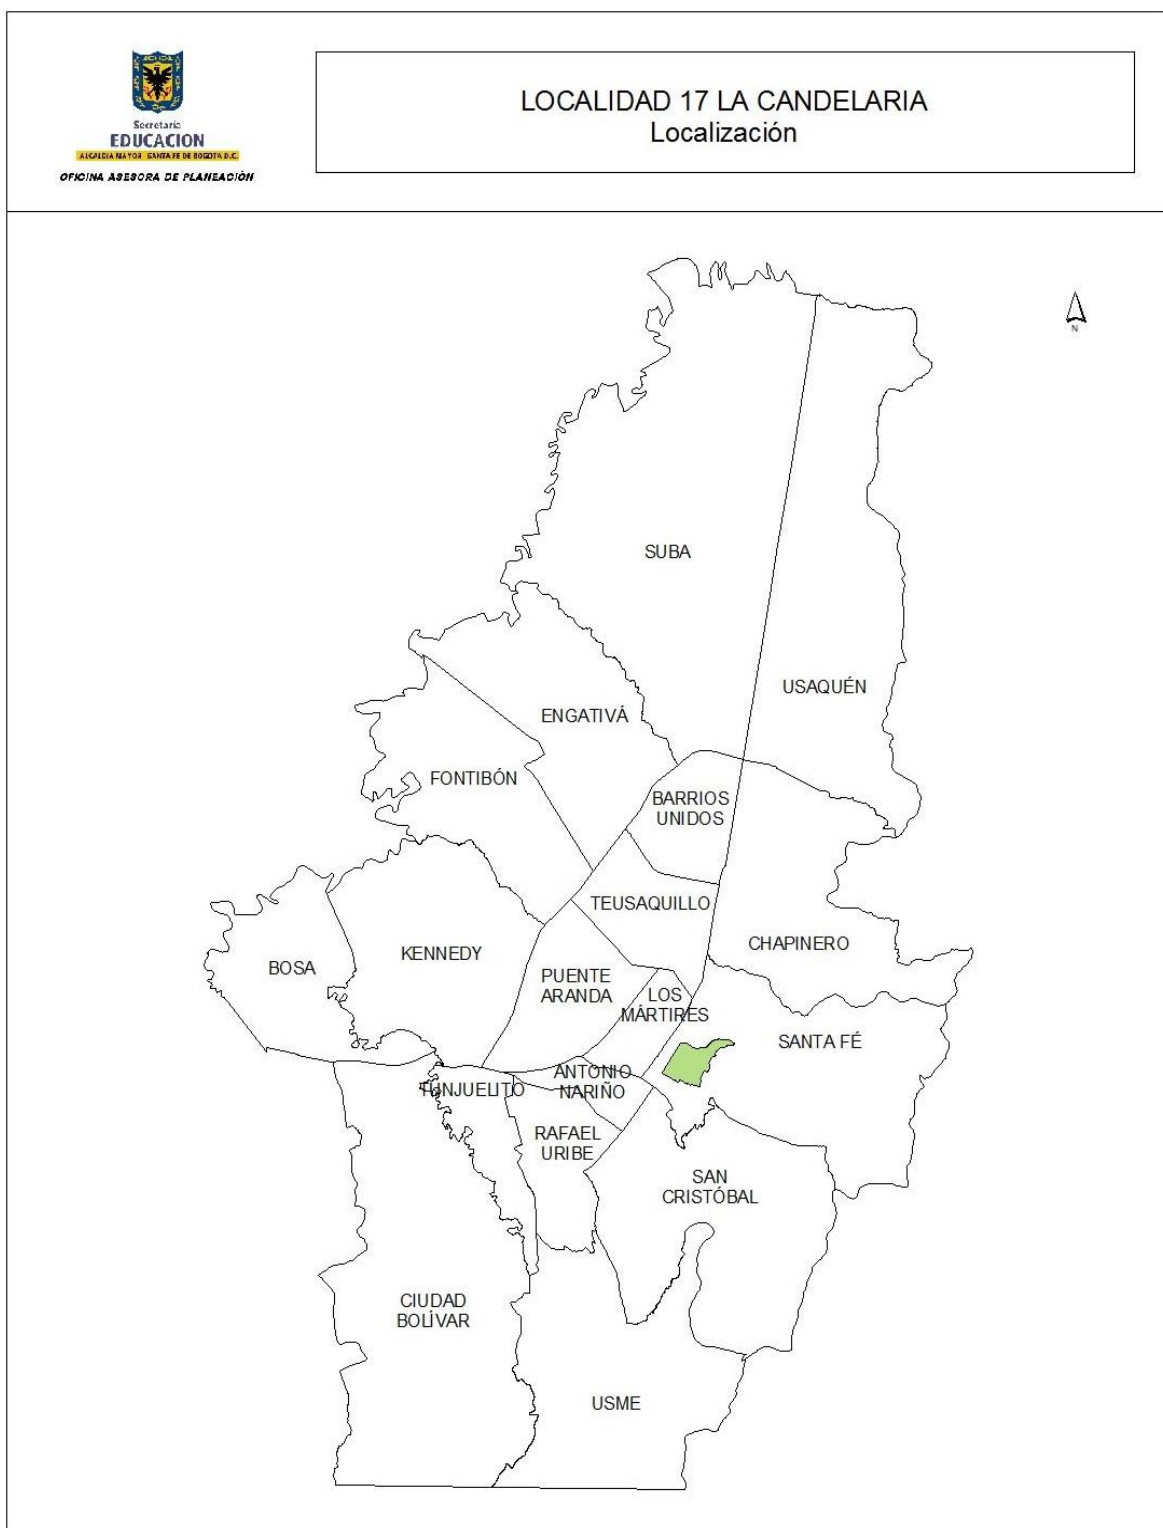 Secretaría
EDUCACION
ALCALDIA MAYOR SANTA FE DE BOGOTA D.C.
OFICINA ASESORA DE PLANEACIÓN
LOCALIDAD 17 LA CANDELARIA
Localización
N
SUBA
USAQUÉN
ENGATIVÁ
FONTIBÓN
BARRIOS
UNIDOS
TEUSAQUILLO
CHAPINERO
KENNEDY
BOSA
PUENTE
ARANDA
LOS
MÁRTIRES
SANTA FÉ
ANTONIO
NARIÑO
TUNJUELITO
RAFAEL
URIBE
SAN
CRISTÓBAL
CIUDAD
BOLÍVAR
USME